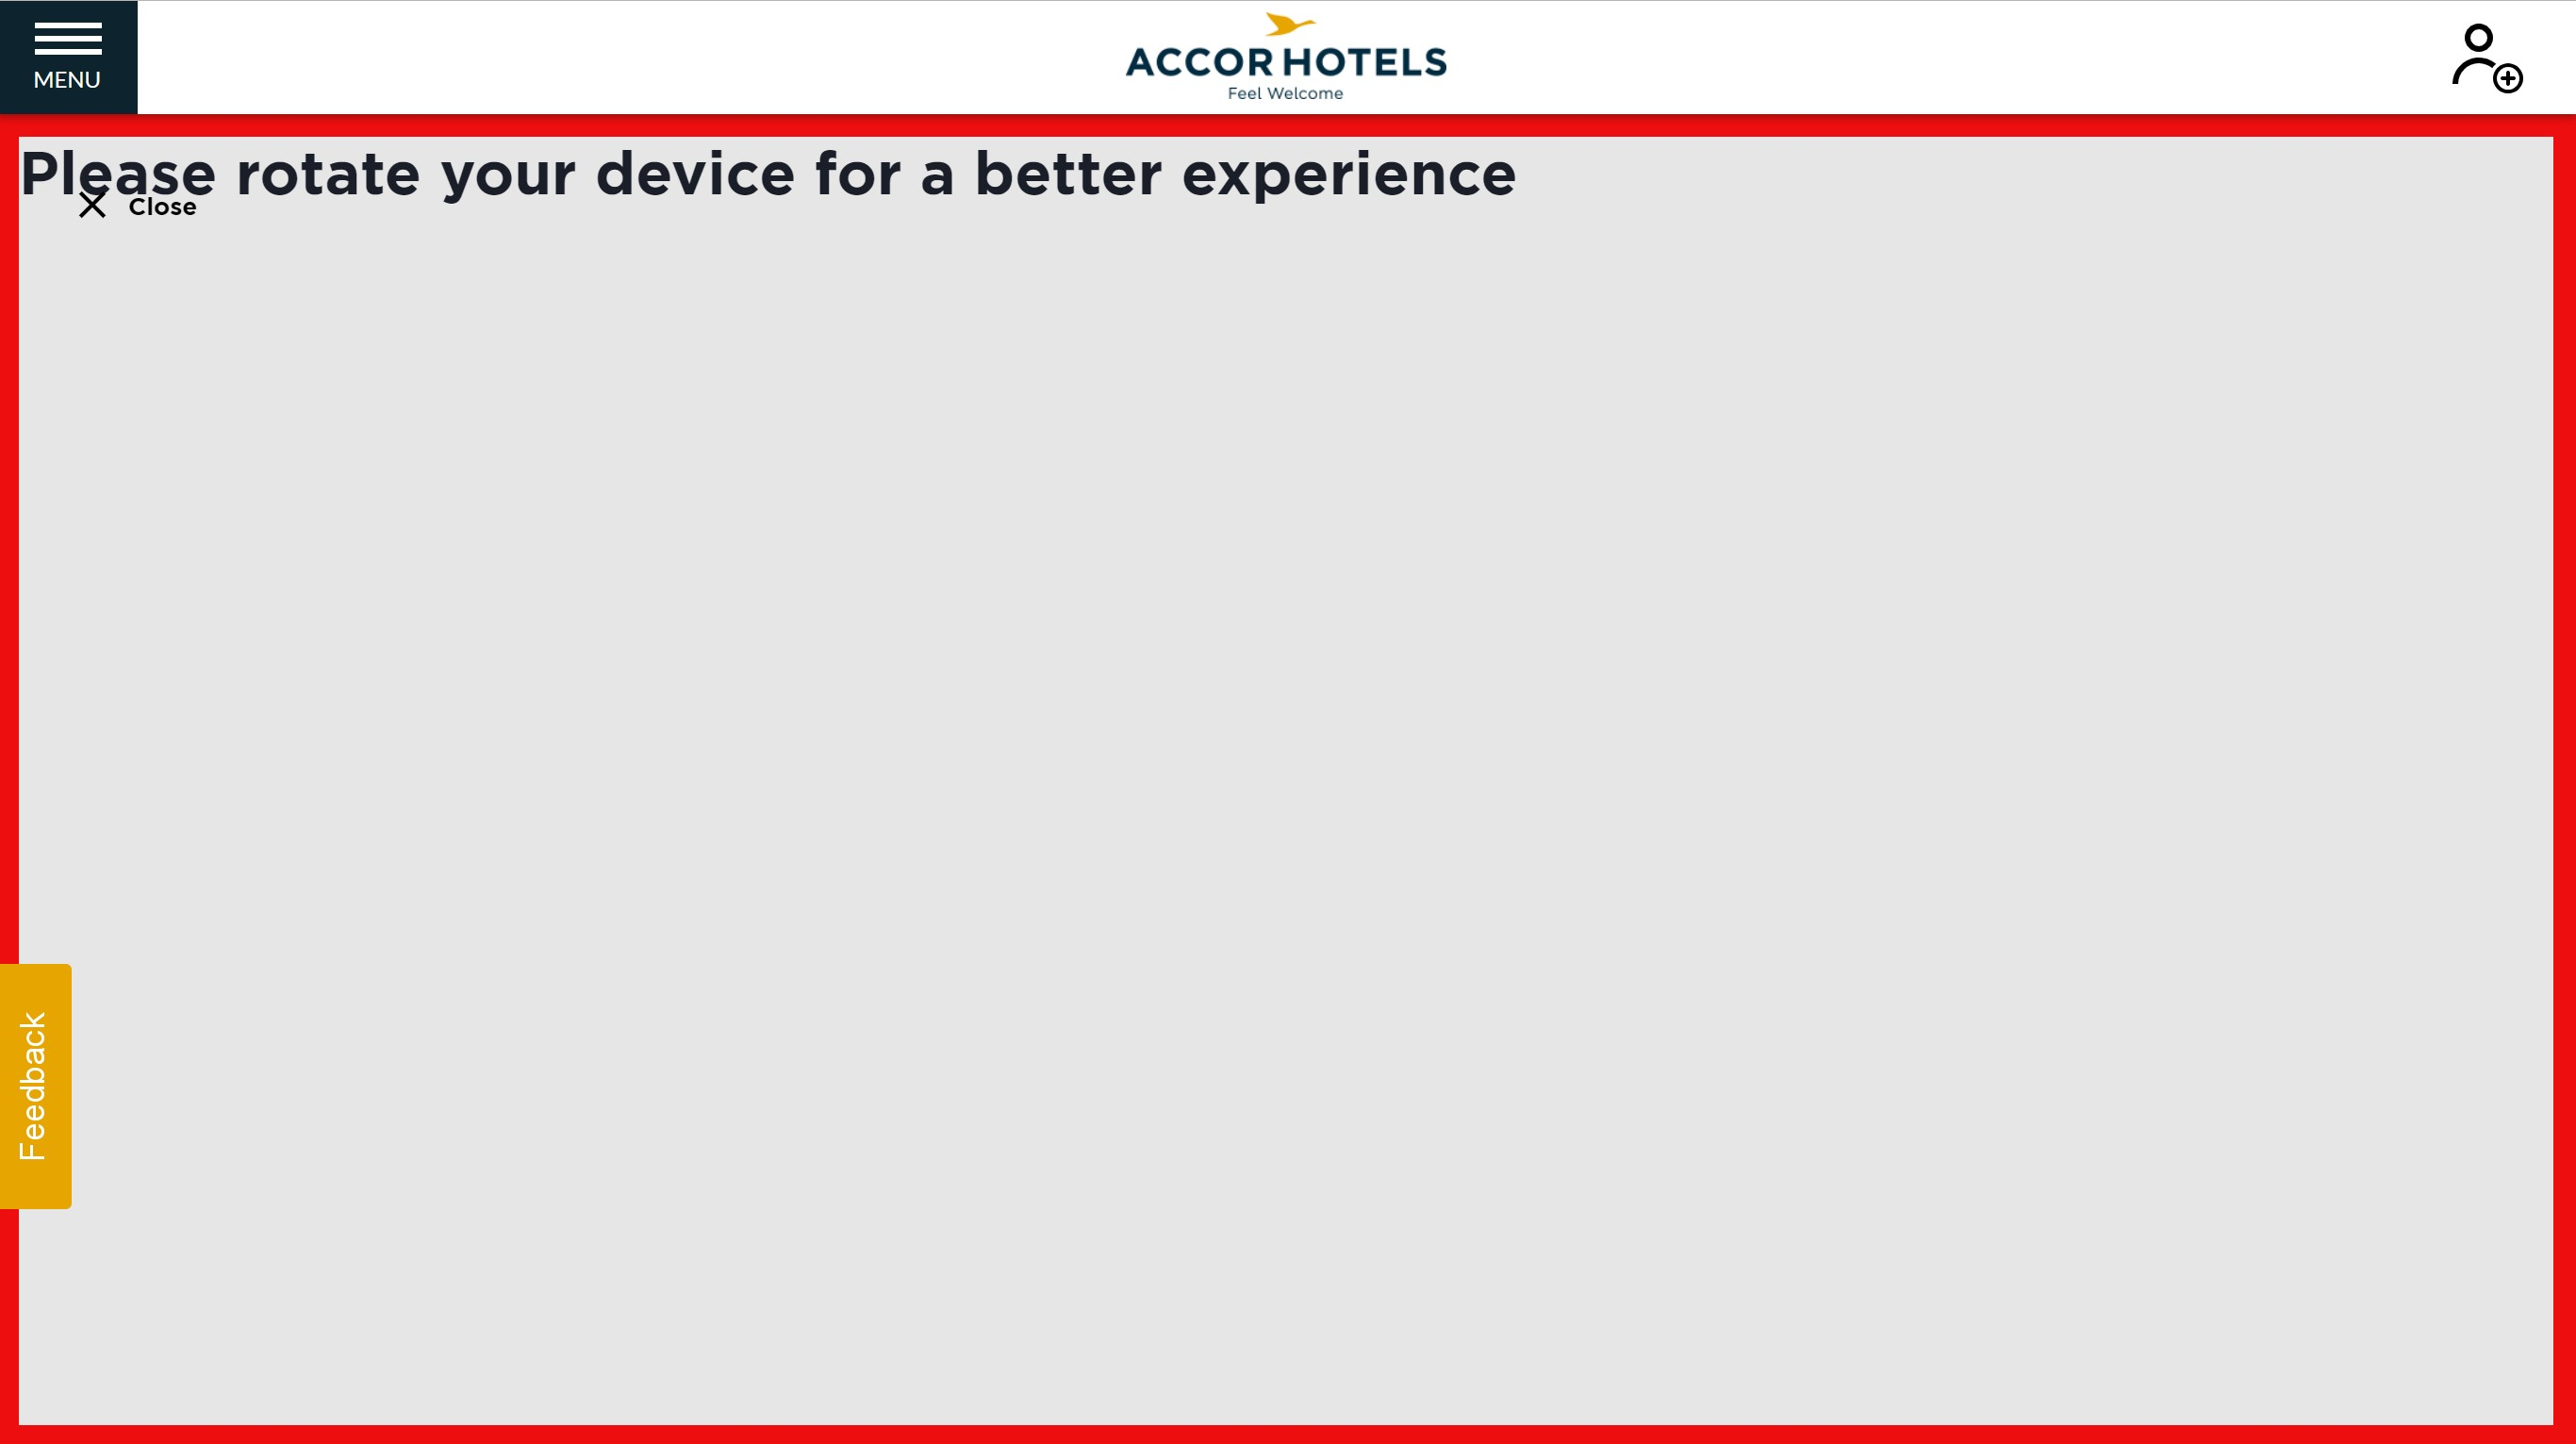 MENU
ACCOR HOTELS
Feel Welcome
Please rotate your device for a better experience
Close
Feedback